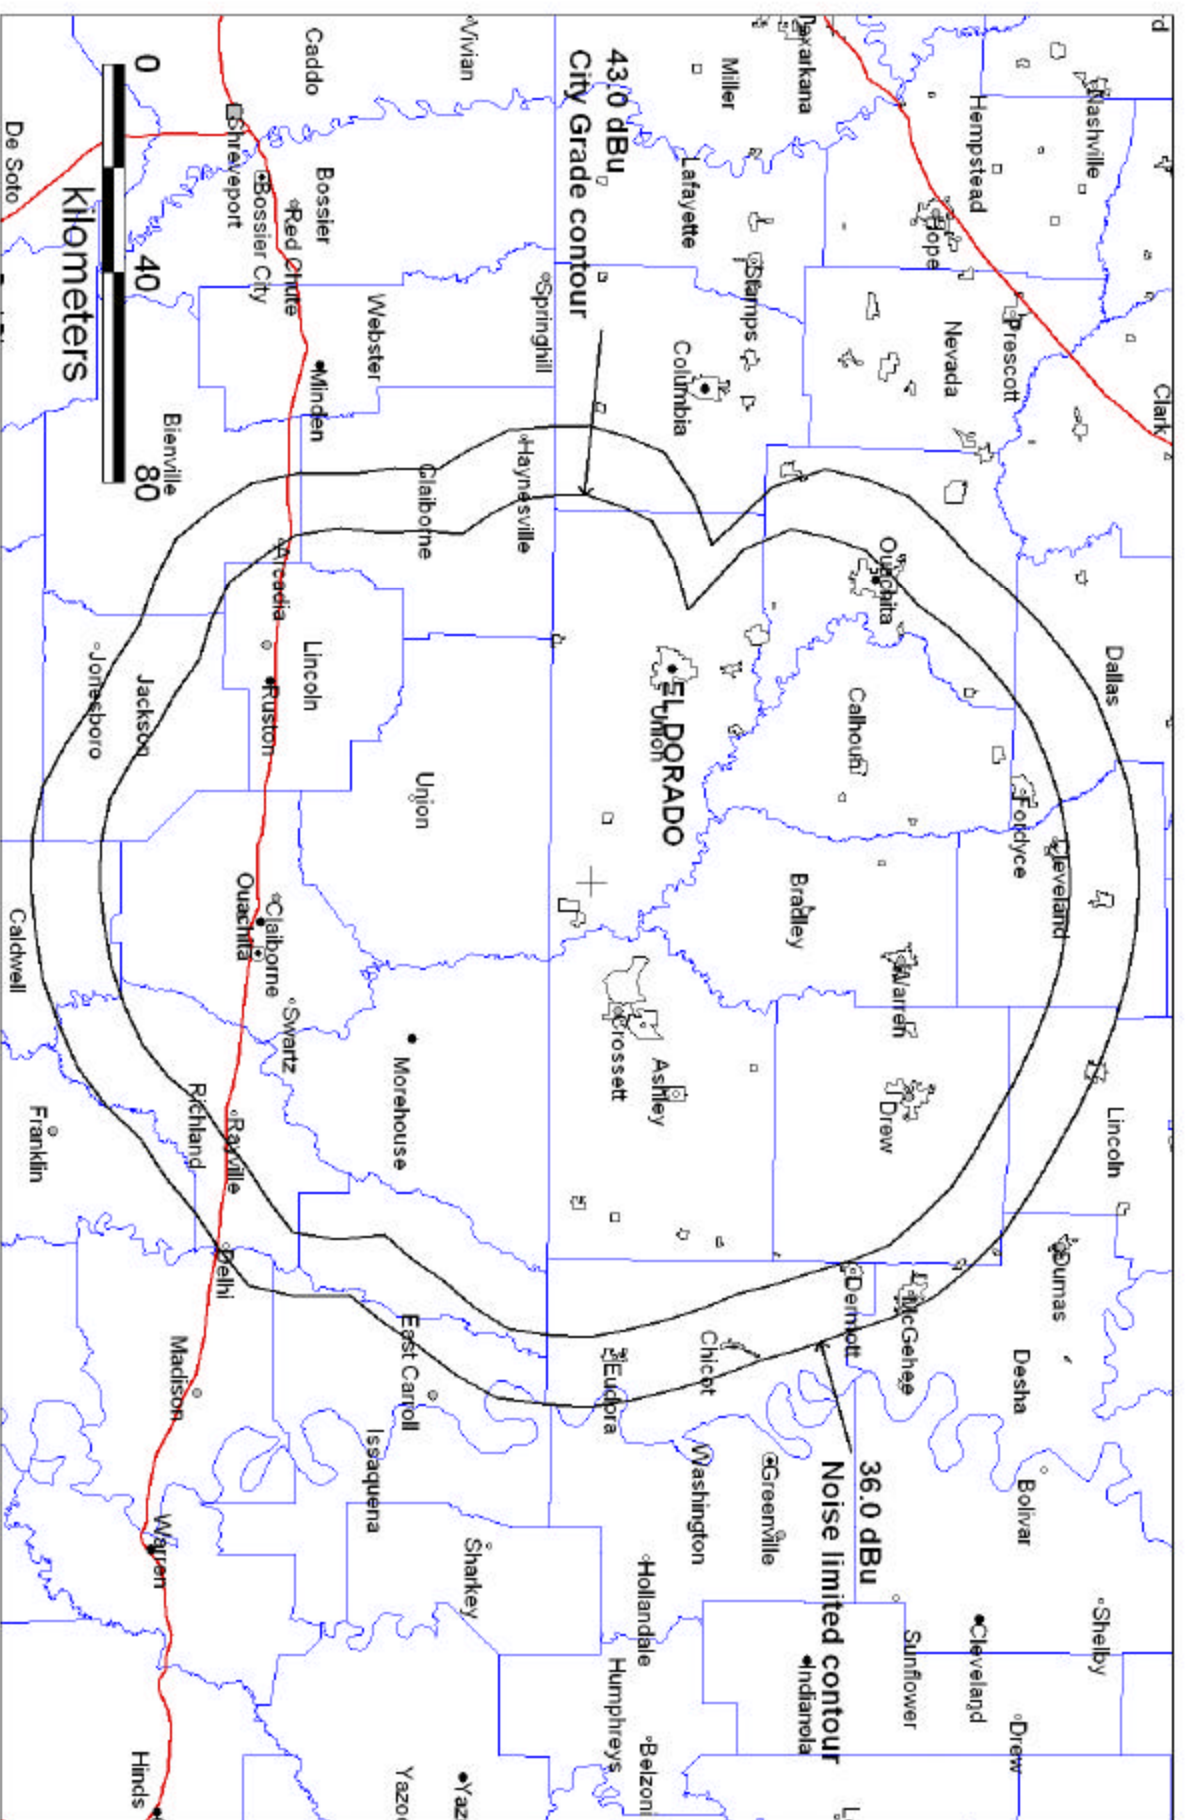 Nashville
Clark
Hempstead
Hope
Prescott
Nevada
Dallas
Texarkana
Miller
Lafayette
Stamps
Columbia
Ouachita
Calhoun
Fordyce
Cleveland
Bradley
Warren
Drew
Lincoln
Dumas
Desha
McGehee
Dermott
Chicot
Bolivar
Shelby
Cleveland
Drew
Sunflower
Indianola
Greenville
Washington
36.0 dBu
Noise limited contour
43.0 dBu
City Grade contour
EL DORADO
Union
Crossett
Ashley
Eudora
Hollandale
Humphreys
Belzoni
Vivian
Springhill
Haynesville
Claiborne
Union
Morehouse
East Carroll
Issaquena
Sharkey
Caddo
Bossier
Webster
Minden
Shreveport
Bossier City
Red Chute
Arcadia
Lincoln
Ruston
Ouachita
Claiborne
Swartz
Richland
Rayville
Delhi
Madison
Warren
Hinds
Bienville
Jackson
Jonesboro
Caldwell
Franklin
De Soto
0 40 80
kilometers